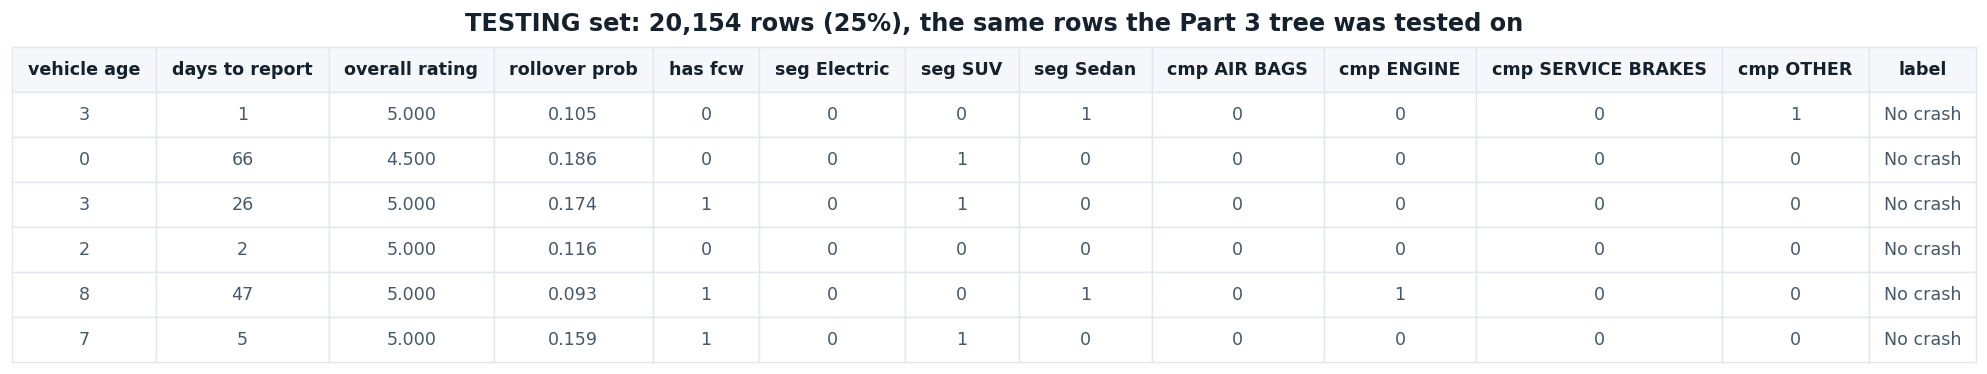 TESTING set: 20,154 rows (25%), the same rows the Part 3 tree was tested on
vehicle age days to report overall rating rollover prob has fcw seg Electric seg SUV seg Sedan cmp AIR BAGS cmp ENGINE cmp SERVICE BRAKES cmp OTHER label
3 1 5.000 0.105 0 0 0 1 0 0 0 1 No crash
0 66 4.500 0.186 0 0 1 0 0 0 0 0 No crash
3 26 5.000 0.174 1 0 1 0 0 0 0 0 No crash
2 2 5.000 0.116 0 0 0 0 0 0 0 0 No crash
8 47 5.000 0.093 1 0 0 1 0 1 0 0 No crash
7 5 5.000 0.159 1 0 1 0 0 0 0 0 No crash